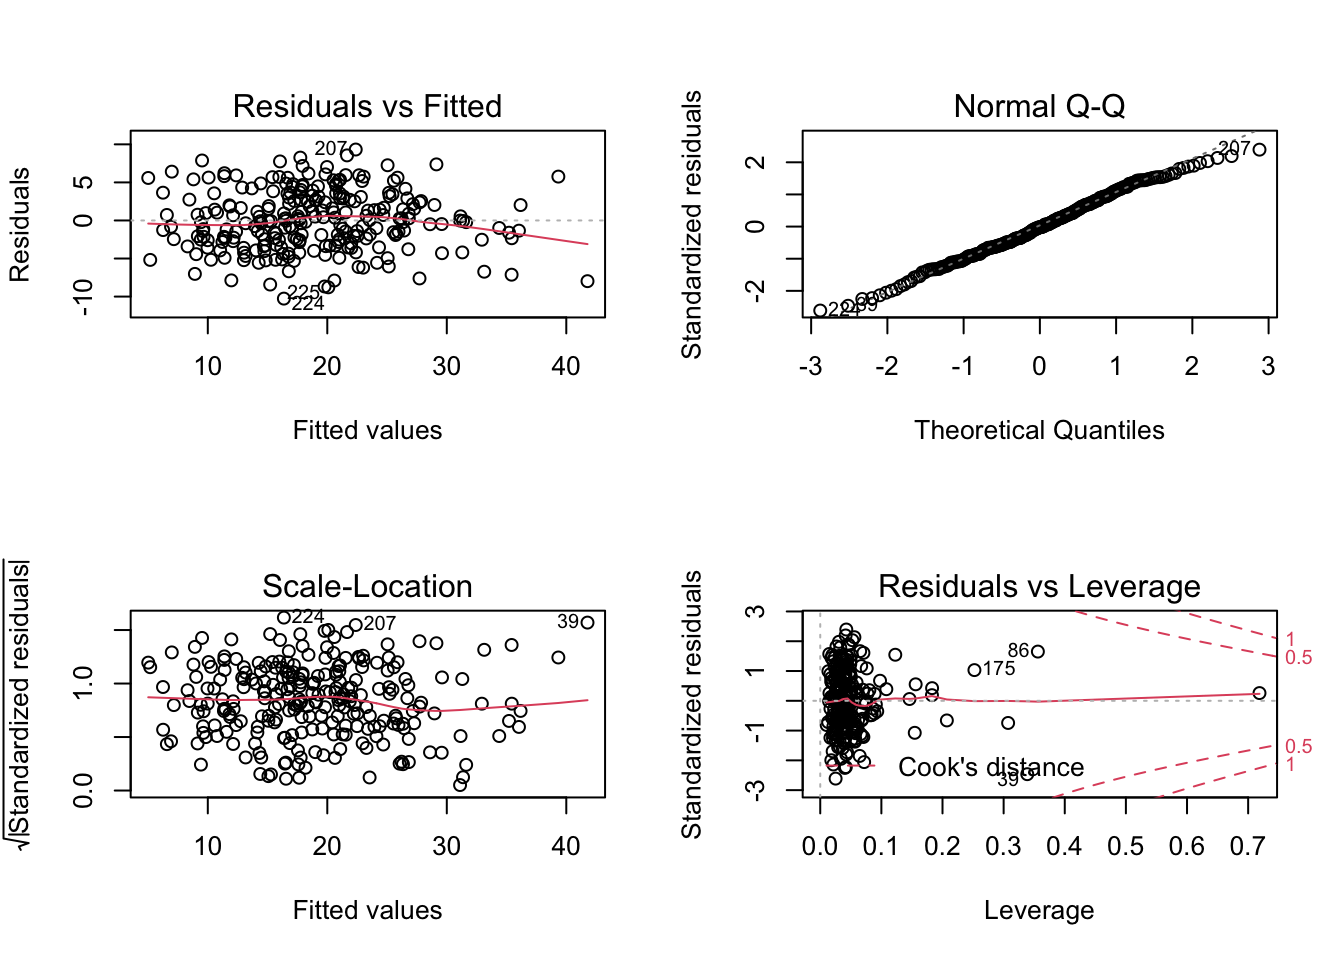 Residuals vs Fitted
Residuals
5
0
-10
207
225
224
10 20 30 40
Fitted values
Normal Q-Q
Standardized residuals
2
0
-2
207
224
39
-3 -2 -1 0 1 2 3
Theoretical Quantiles
Scale-Location
√|Standardized residuals|
1.0
0.0
224
207
39
10 20 30 40
Fitted values
Residuals vs Leverage
Standardized residuals
3
1
-1
-3
86
175
39
Cook's distance
1
0.5
0.5
1
0.0 0.1 0.2 0.3 0.4 0.5 0.6 0.7
Leverage